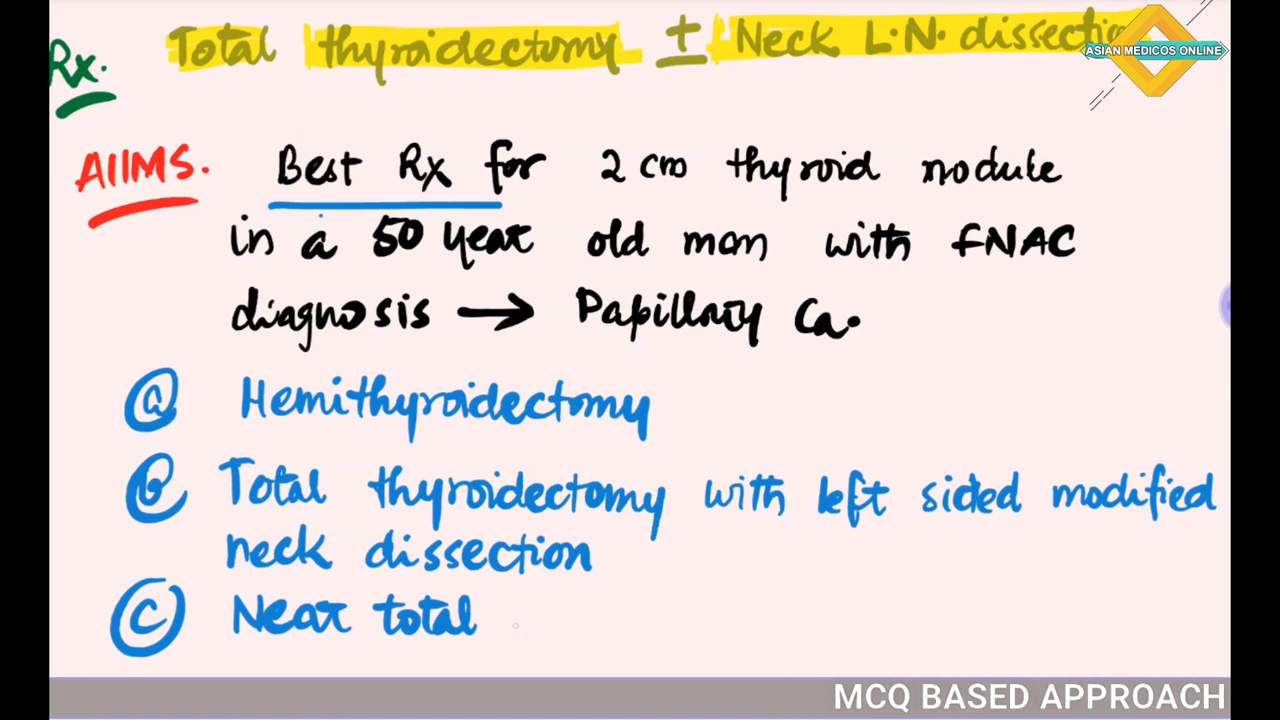 Total thyroidectomy ± Neck L.N. dissection
ASIAN MEDICOS ONLINE
Rx.
AIIMS. Best Rx for 2 cm thyroid nodule
in a 50 year old man with FNAC
diagnosis → Papillary Ca.
(a) Hemithyroidectomy
(b) Total thyroidectomy with left sided modified
neck dissection
(c) Near total
MCQ BASED APPROACH